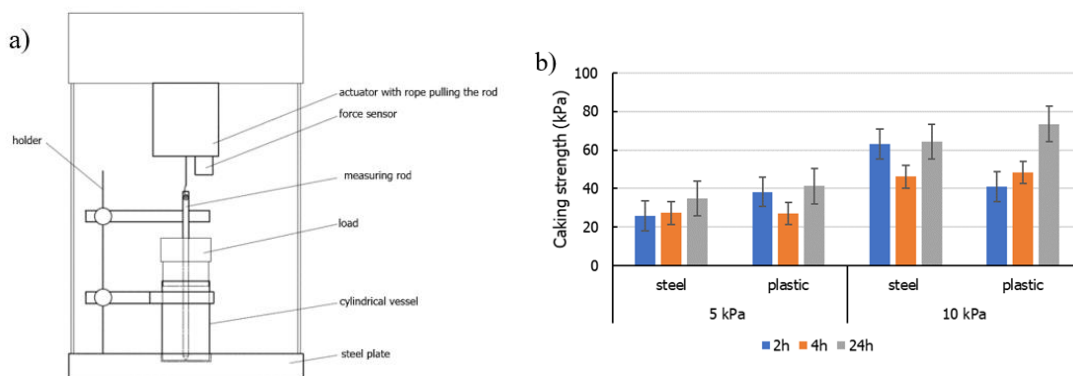 a)
actuator with rope pulling the rod
force sensor
holder
measuring rod
load
cylindrical vessel
steel plate
b)
Caking strength (kPa)
100
80
60
40
20
0
steel plastic steel plastic
5 kPa 10 kPa
2h 4h 24h